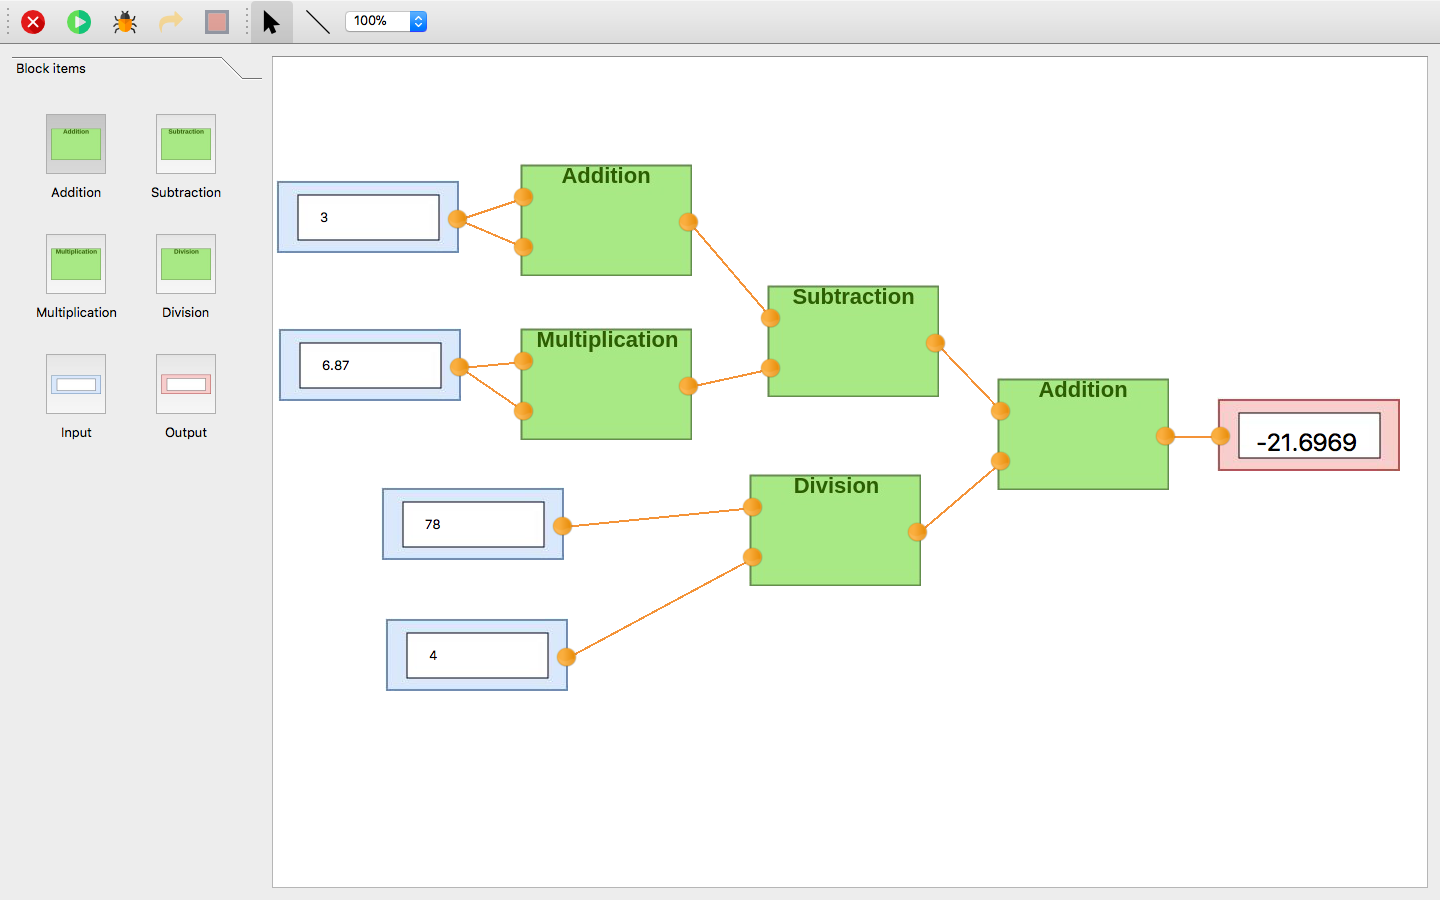 100%
Block items
Addition
Subtraction
Addition
Subtraction
Multiplication
Division
Multiplication
Division
Input
Output
3
Addition
6.87
Multiplication
Subtraction
Addition
-21.6969
78
Division
4